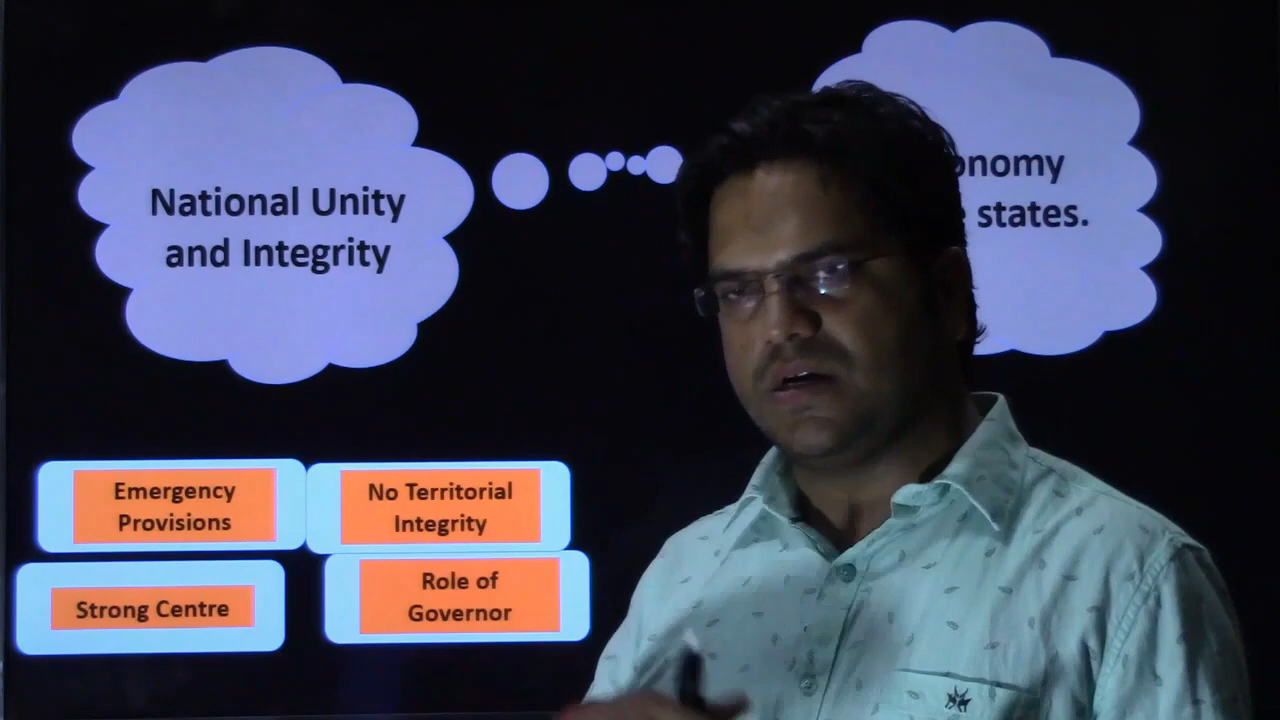 National Unity
and Integrity
onomy
states.
Emergency
Provisions
No Territorial
Integrity
Strong Centre
Role of
Governor